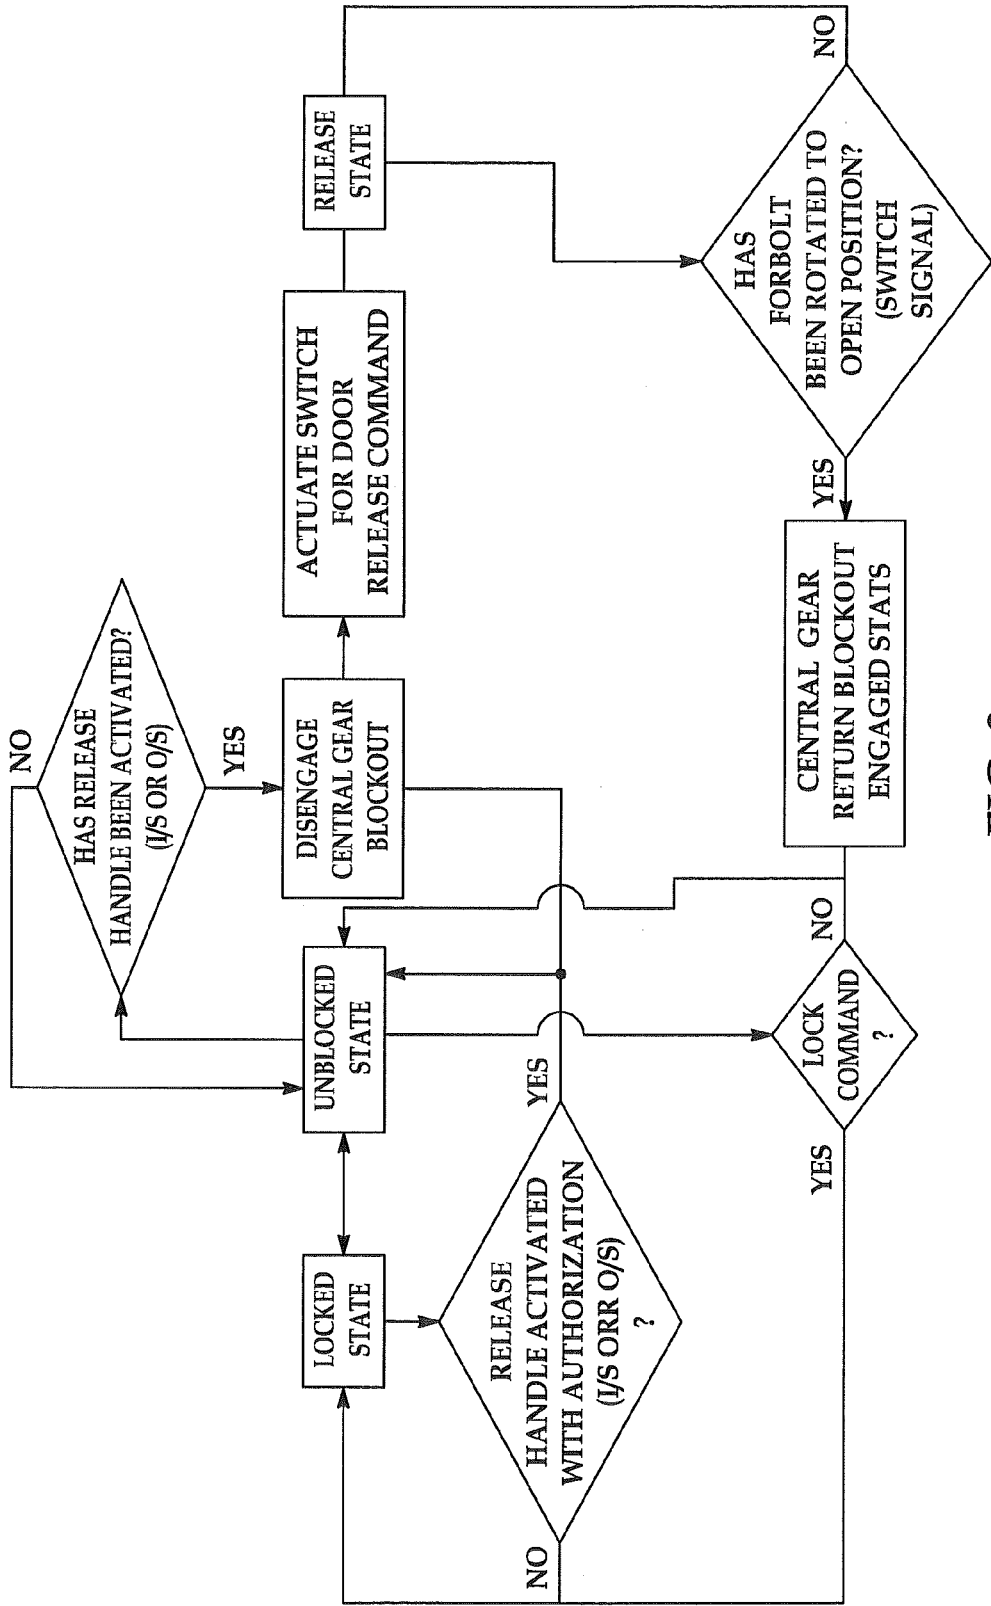 NO
HAS RELEASE
HANDLE BEEN ACTIVATED?
(I/S OR O/S)
YES
LOCKED
STATE
UNBLOCKED
STATE
DISENGAGE
CENTRAL GEAR
BLOCKOUT
ACTUATE SWITCH
FOR DOOR
RELEASE COMMAND
RELEASE
STATE
RELEASE
HANDLE ACTIVATED
WITH AUTHORIZATION
(I/S ORR O/S)
?
NO
YES
LOCK
COMMAND
?
YES
NO
CENTRAL GEAR
RETURN BLOCKOUT
ENGAGED STATS
YES
HAS
FORBOLT
BEEN ROTATED TO
OPEN POSITION?
(SWITCH
SIGNAL)
NO